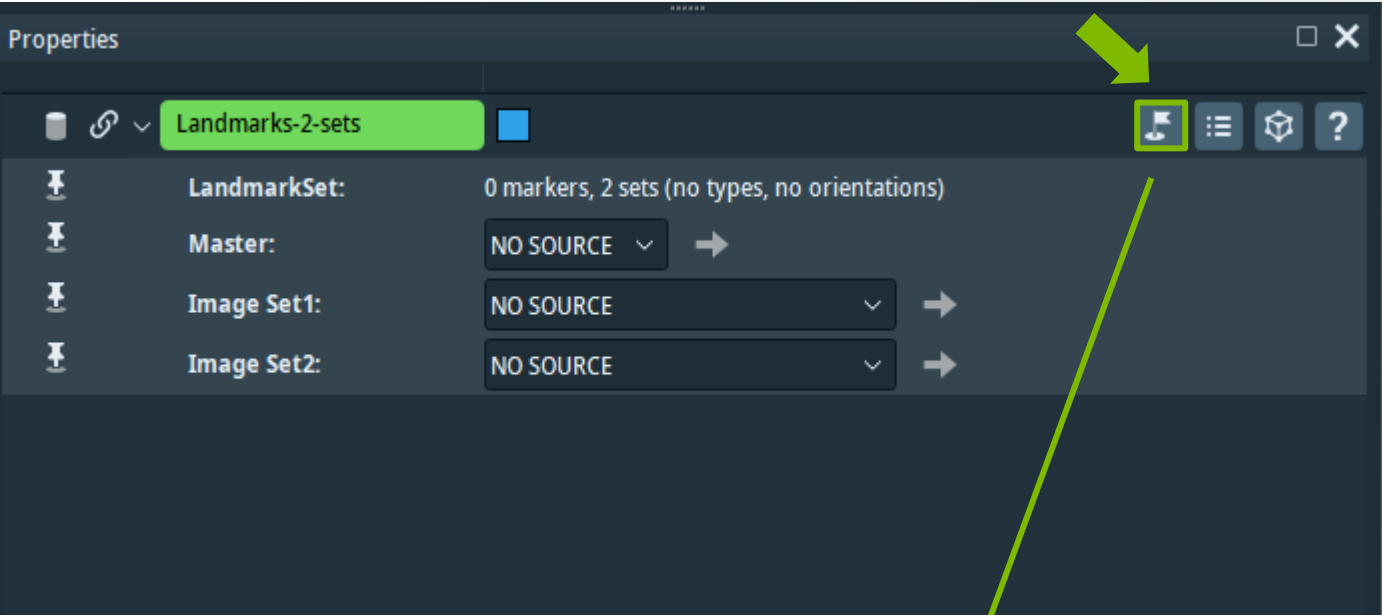 Properties
Landmarks-2-sets
?
LandmarkSet: 0 markers, 2 sets (no types, no orientations)
Master: NO SOURCE
Image Set1: NO SOURCE
Image Set2: NO SOURCE